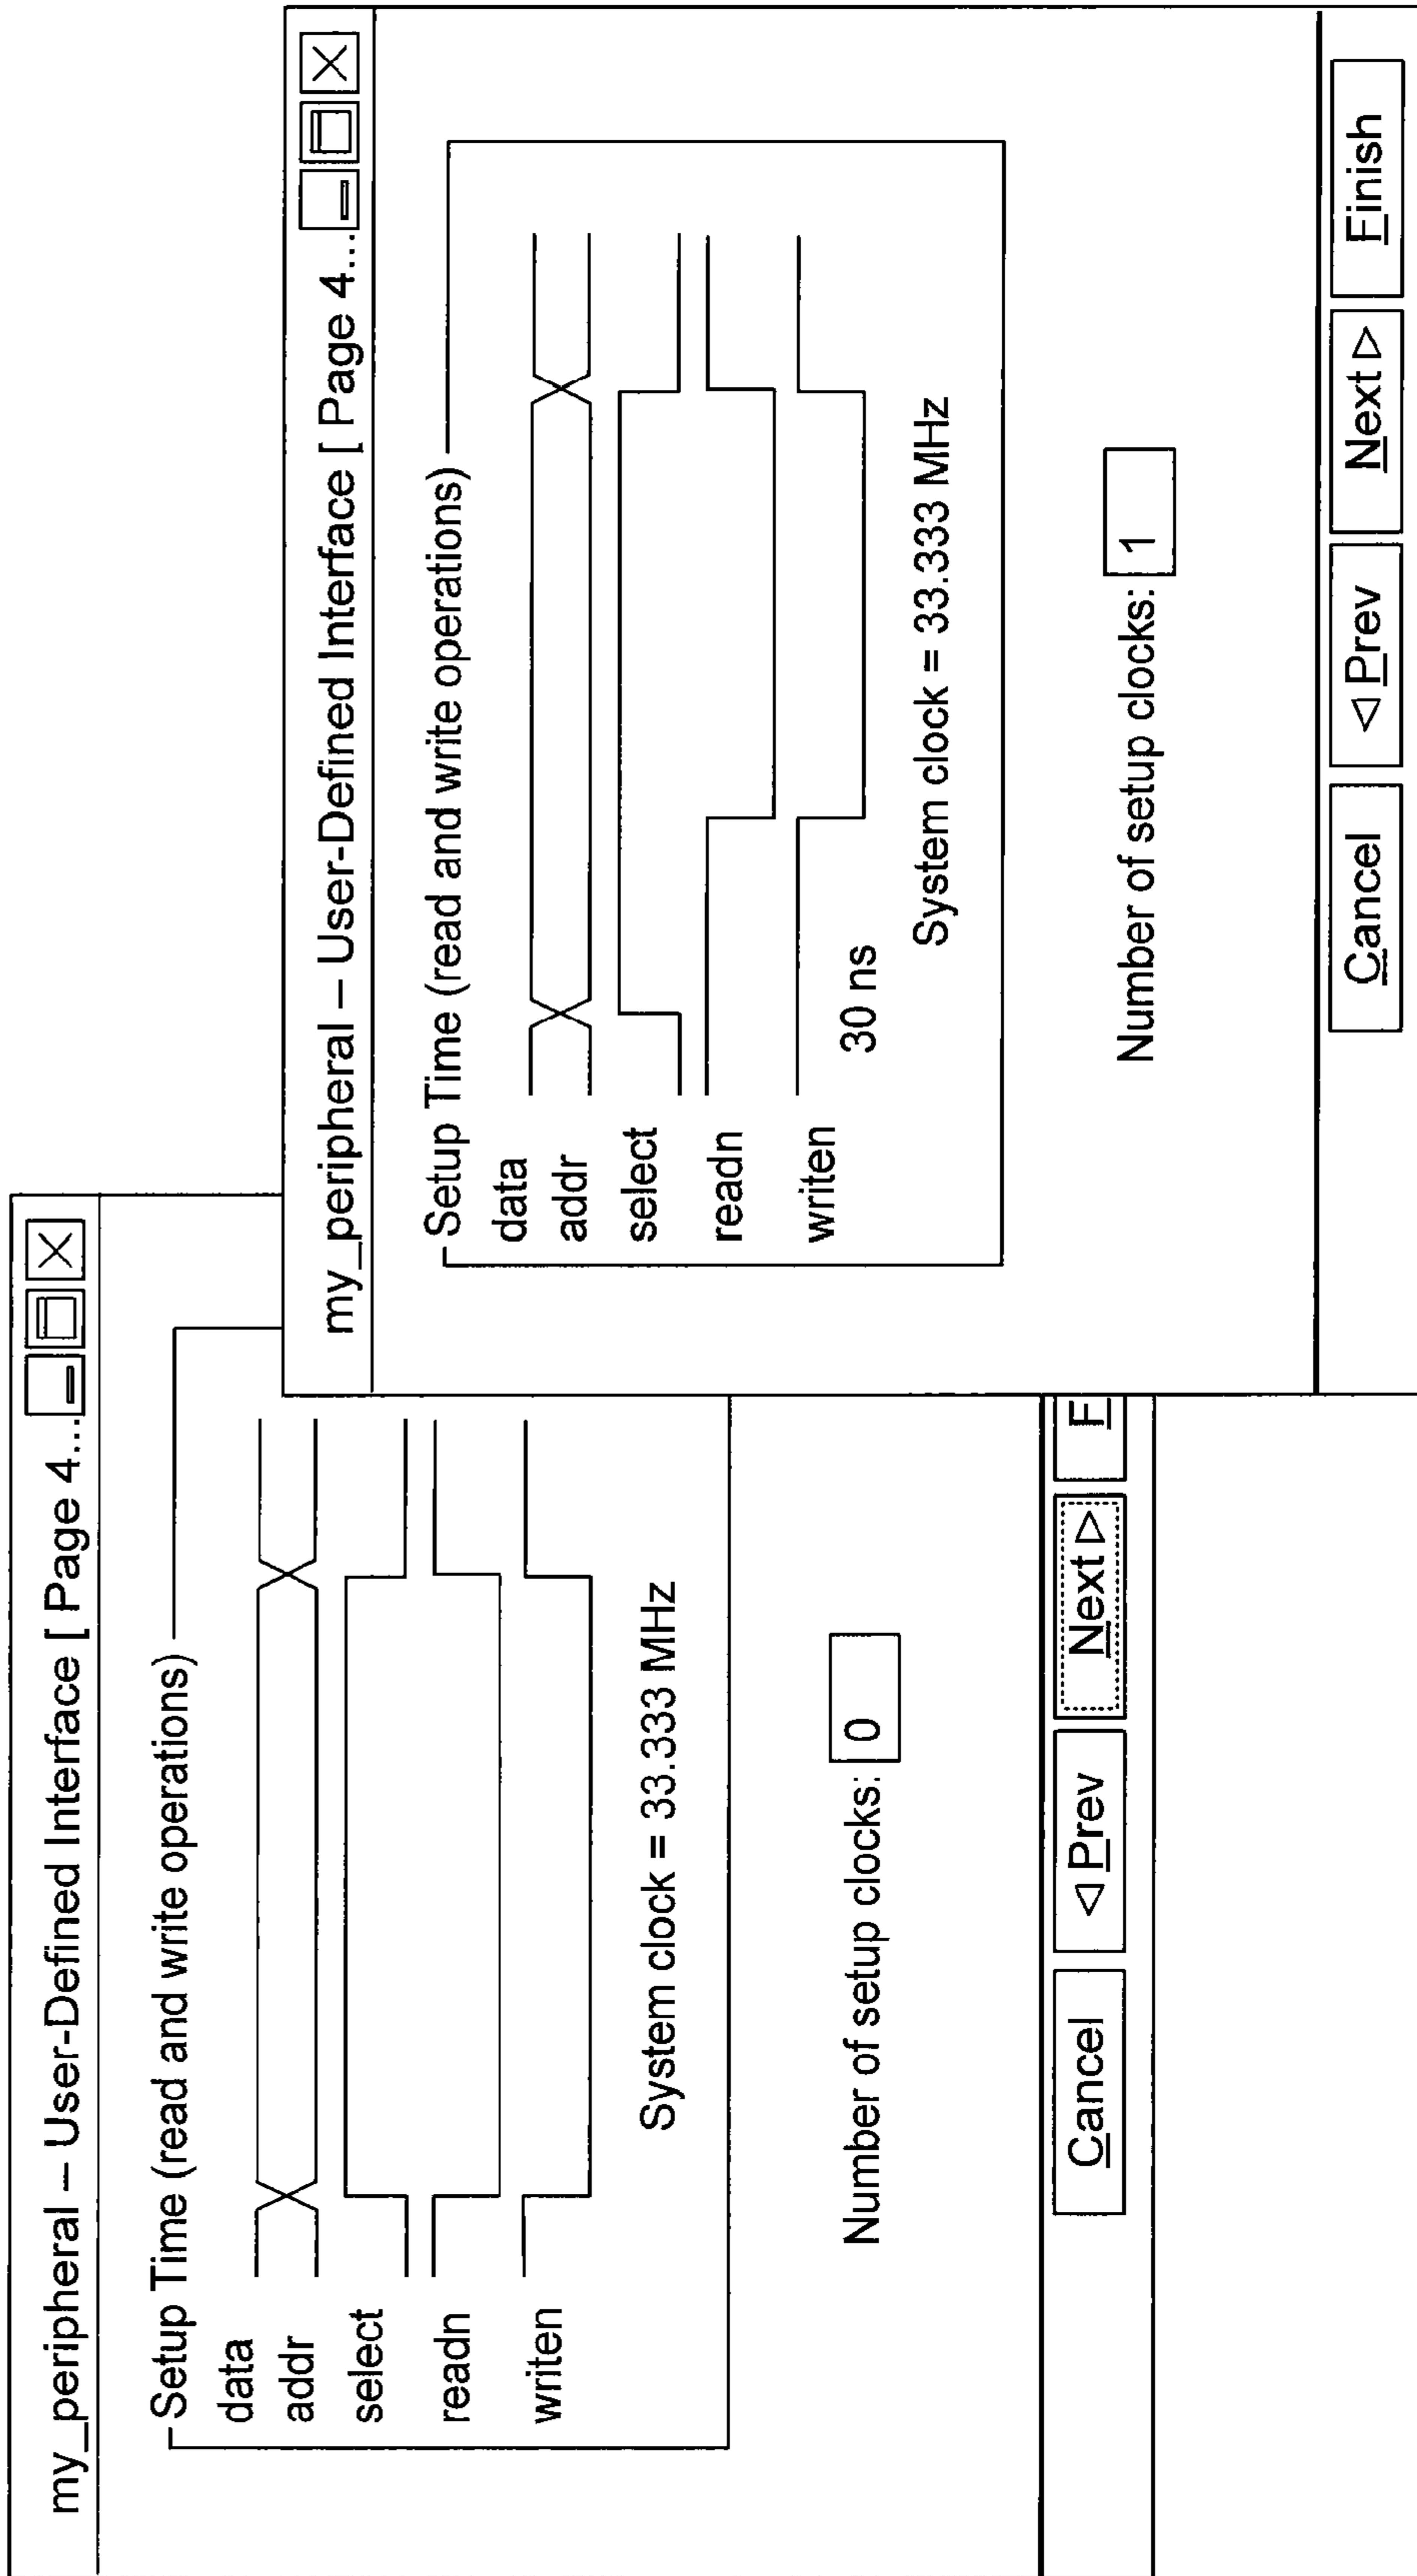 my_peripheral – User-Defined Interface [ Page 4...
Setup Time (read and write operations)
data
addr
select
readn
writen
System clock = 33.333 MHz
Number of setup clocks: 0
Cancel
◁ Prev
Next ▷
F
my_peripheral – User-Defined Interface [ Page 4...
Setup Time (read and write operations)
data
addr
select
readn
writen
30 ns
System clock = 33.333 MHz
Number of setup clocks: 1
Cancel
◁ Prev
Next ▷
Finish